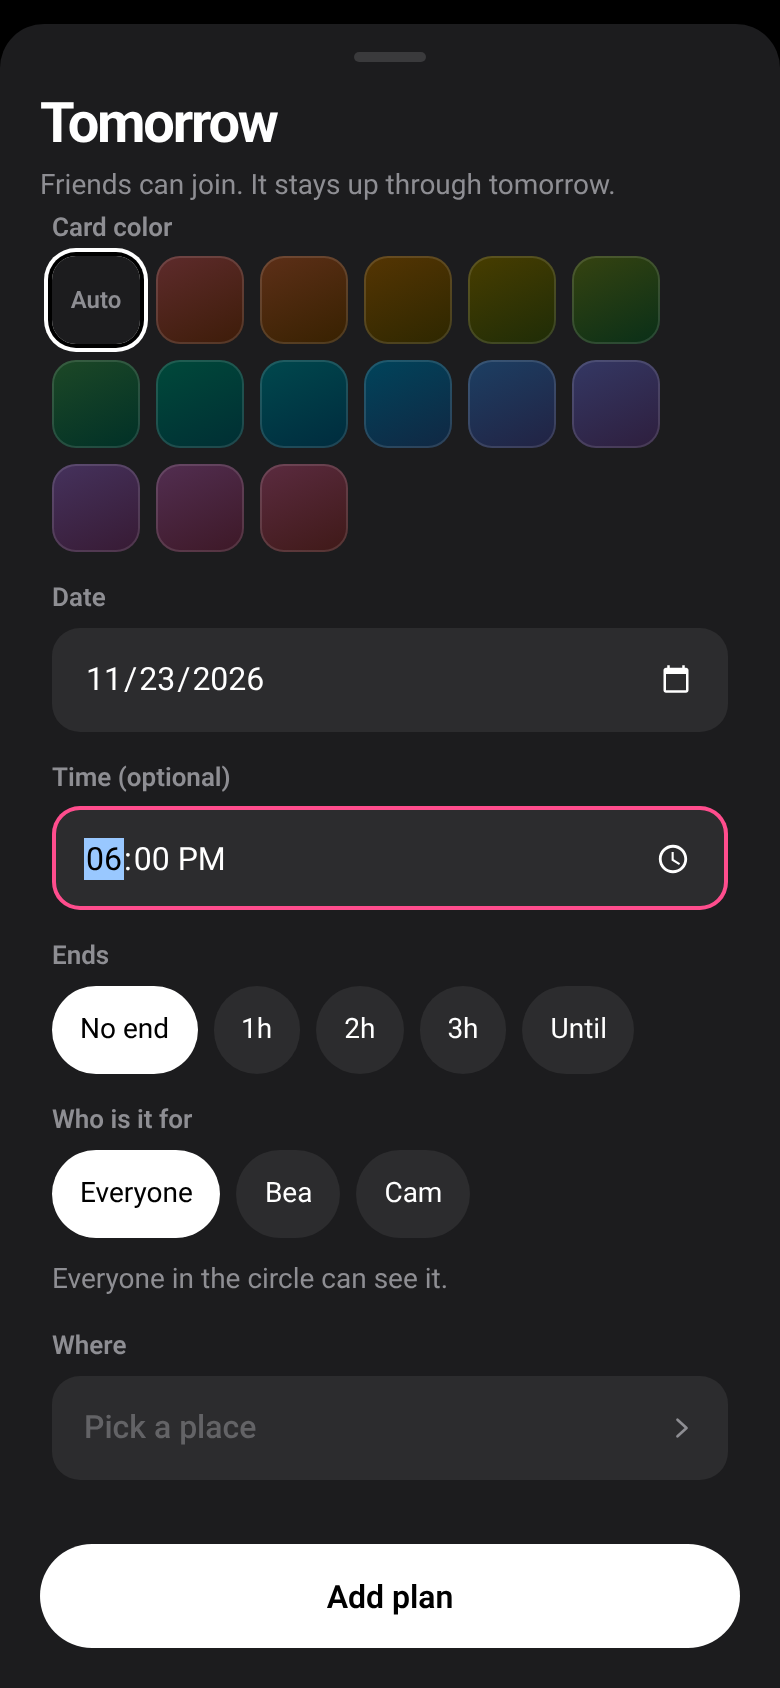 Tomorrow
Friends can join. It stays up through tomorrow.
Card color
Auto
Date
11/23/2026
Time (optional)
06:00 PM
Ends
No end 1h 2h 3h Until
Who is it for
Everyone Bea Cam
Everyone in the circle can see it.
Where
Pick a place
Add plan